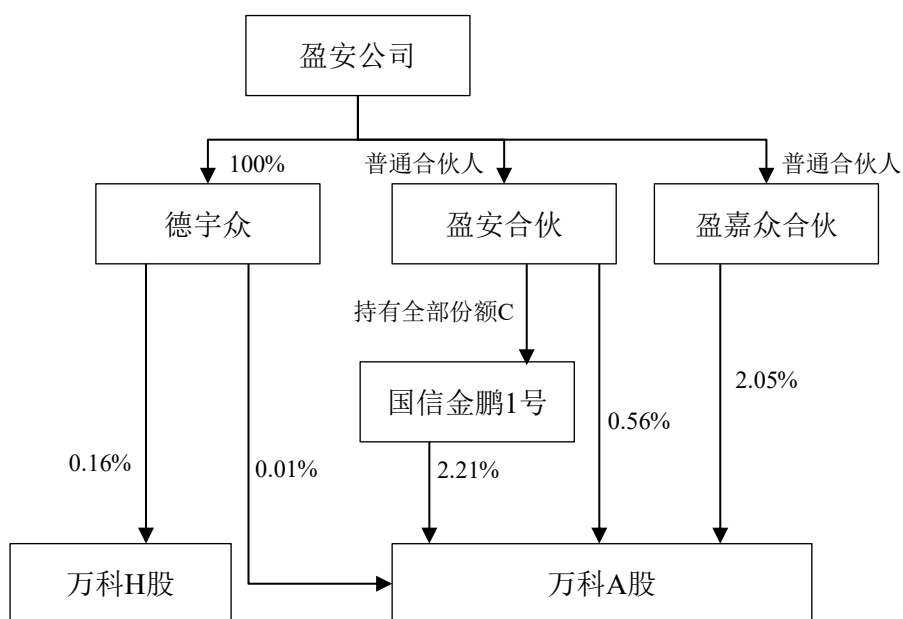 盈安公司
100%
普通合伙人
普通合伙人
德宇众
盈安合伙
盈嘉众合伙
持有全部份额C
国信金鹏1号
2.05%
0.56%
0.16%
0.01%
2.21%
万科H股
万科A股